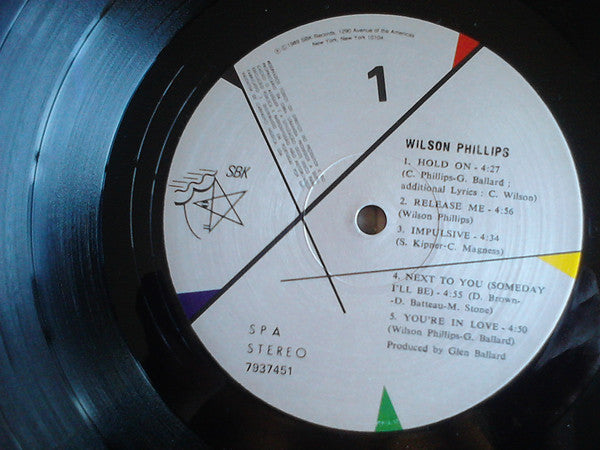 ℗©1989 SBK Records, 1290 Avenue of the Americas
New York, New York 10104
1
SBK
WILSON PHILLIPS
1. HOLD ON - 4:27
(C. Phillips-G. Ballard ;
additional Lyrics : C. Wilson)
2. RELEASE ME - 4:56
(Wilson Phillips)
3. IMPULSIVE - 4:34
(S. Kipner-C. Magness)
4. NEXT TO YOU (SOMEDAY
I'LL BE) - 4:55 (D. Brown-
-D. Batteau-M. Stone)
5. YOU'RE IN LOVE - 4:50
(Wilson Phillips-G. Ballard)
Produced by Glen Ballard
SPA
STEREO
7937451